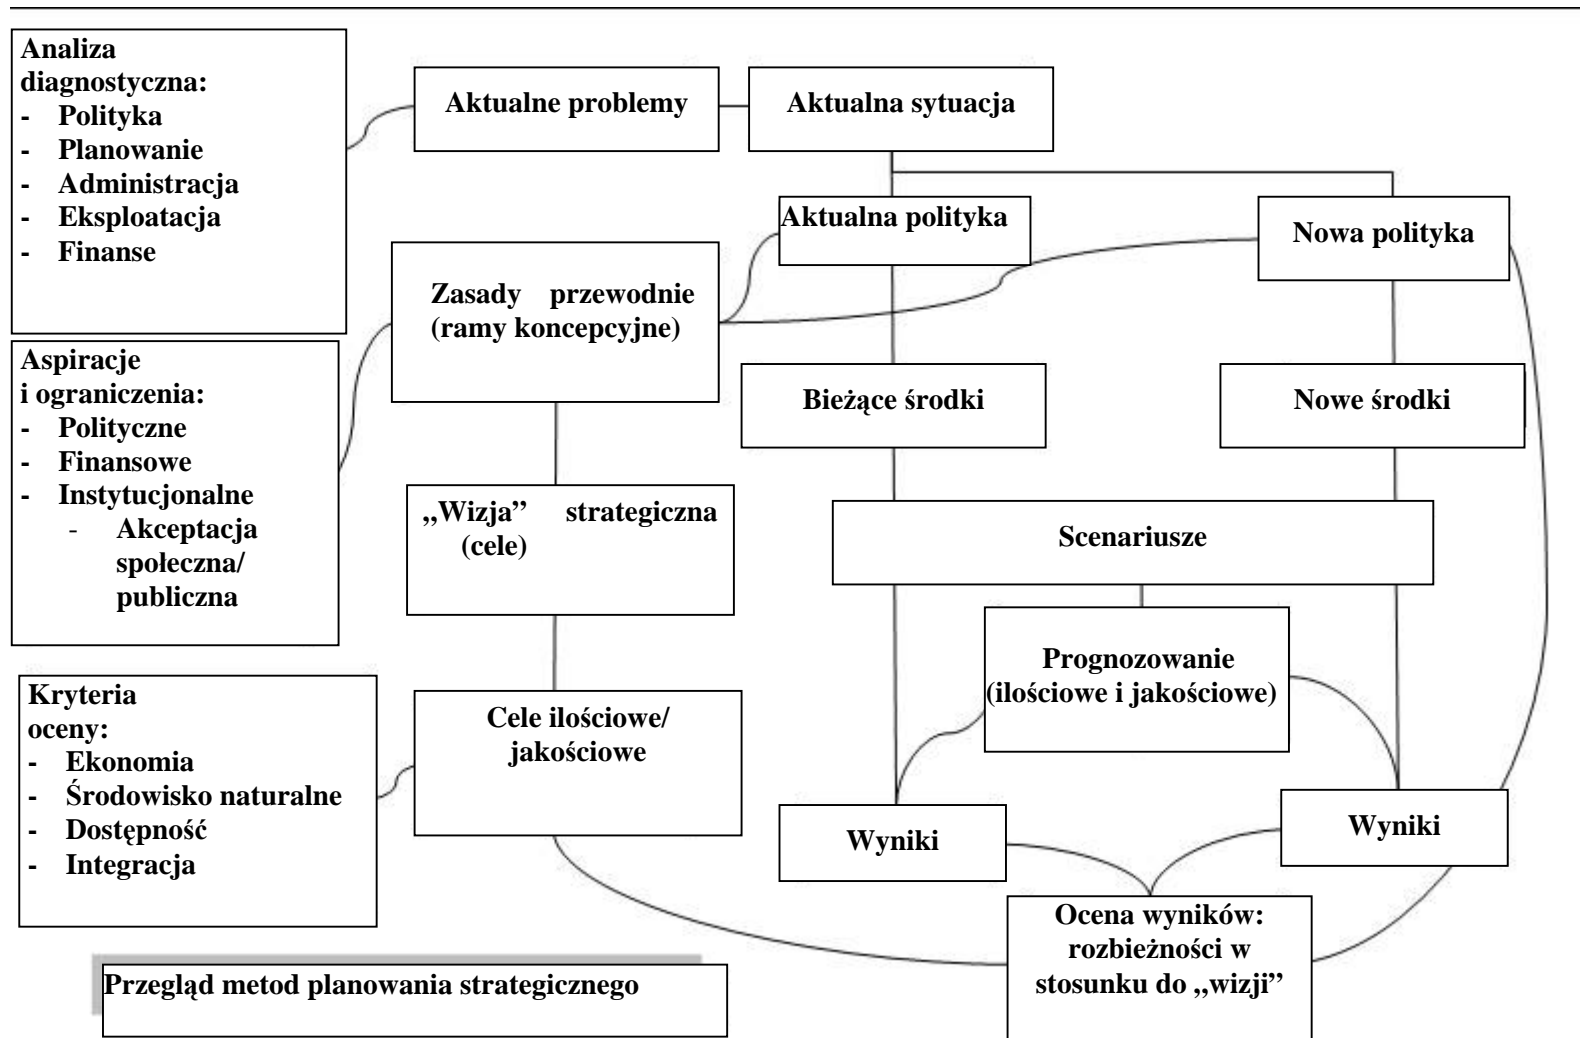 Analiza
diagnostyczna:
- Polityka
- Planowanie
- Administracja
- Eksploatacja
- Finanse
Aktualne problemy
Aktualna sytuacja
Aktualna polityka
Nowa polityka
Zasady przewodnie
(ramy koncepcyjne)
Aspiracje
i ograniczenia:
- Polityczne
- Finansowe
- Instytucjonalne
- Akceptacja
społeczna/
publiczna
Bieżące środki
Nowe środki
„Wizja” strategiczna
(cele)
Scenariusze
Prognozowanie
(ilościowe i jakościowe)
Kryteria
oceny:
- Ekonomia
- Środowisko naturalne
- Dostępność
- Integracja
Cele ilościowe/
jakościowe
Wyniki
Wyniki
Ocena wyników:
rozbieżności w
stosunku do „wizji”
Przegląd metod planowania strategicznego